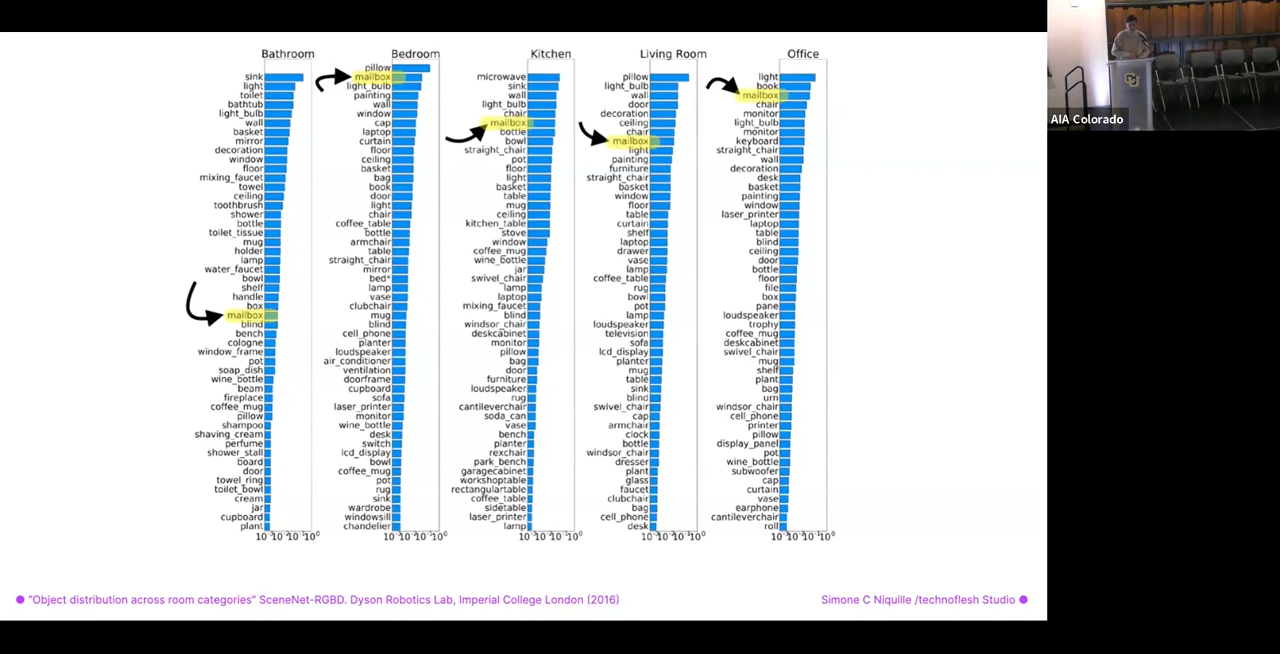 Bathroom
sink
light
toilet
bathtub
light_bulb
wall
basket
mirror
decoration
window
floor
mixing_faucet
towel
ceiling
toothbrush
shower
bottle
toilet_tissue
mug
holder
lamp
water_faucet
bowl
shelf
handle
box
mailbox
blind
bench
cologne
window_frame
pot
soap_dish
wine_bottle
beam
fireplace
coffee_mug
pillow
shampoo
shaving_cream
perfume
shower_stall
board
door
towel_ring
toilet_bowl
cream
jar
cupboard
plant
Bedroom
pillow
mailbox
light_bulb
painting
wall
window
cap
laptop
curtain
floor
ceiling
basket
bag
book
door
light
chair
coffee_table
bottle
armchair
table
straight_chair
mirror
bed*
lamp
vase
clubchair
mug
blind
cell_phone
planter
loudspeaker
air_conditioner
ventilation
doorframe
cupboard
sofa
laser_printer
monitor
wine_bottle
desk
switch
lcd_display
bowl
coffee_mug
pot
rug
sink
wardrobe
windowsill
chandelier
Kitchen
microwave
sink
wall
light_bulb
chair
mailbox
bottle
bowl
straight_chair
pot
floor
light
basket
table
mug
ceiling
kitchen_table
stove
window
coffee_mug
wine_bottle
jar
swivel_chair
lamp
laptop
mixing_faucet
blind
windsor_chair
deskcabinet
monitor
pillow
bag
door
furniture
loudspeaker
rug
cantileverchair
soda_can
vase
bench
planter
rexchair
park_bench
garagecabinet
workshoptable
rectangulartable
coffee_table
sidetable
laser_printer
lamp
Living Room
pillow
light_bulb
wall
door
decoration
ceiling
chair
mailbox
light
painting
furniture
straight_chair
basket
window
floor
table
curtain
shelf
laptop
drawer
vase
lamp
coffee_table
rug
bowl
pot
lamp
loudspeaker
television
sofa
lcd_display
planter
mug
table
sink
blind
swivel_chair
cap
armchair
clock
bottle
windsor_chair
dresser
plant
glass
faucet
clubchair
bag
cell_phone
desk
Office
light
book
mailbox
chair
monitor
light_bulb
monitor
keyboard
straight_chair
wall
decoration
desk
basket
painting
window
laser_printer
laptop
table
blind
ceiling
door
bottle
floor
file
box
pane
loudspeaker
trophy
coffee_mug
deskcabinet
swivel_chair
mug
shelf
plant
bag
urn
windsor_chair
cell_phone
printer
pillow
display_panel
pot
wine_bottle
subwoofer
cap
curtain
vase
earphone
cantileverchair
roll
"Object distribution across room categories" SceneNet-RGBD. Dyson Robotics Lab, Imperial College London (2016)
Simone C Niquille /technoflesh Studio
AIA Colorado
CU